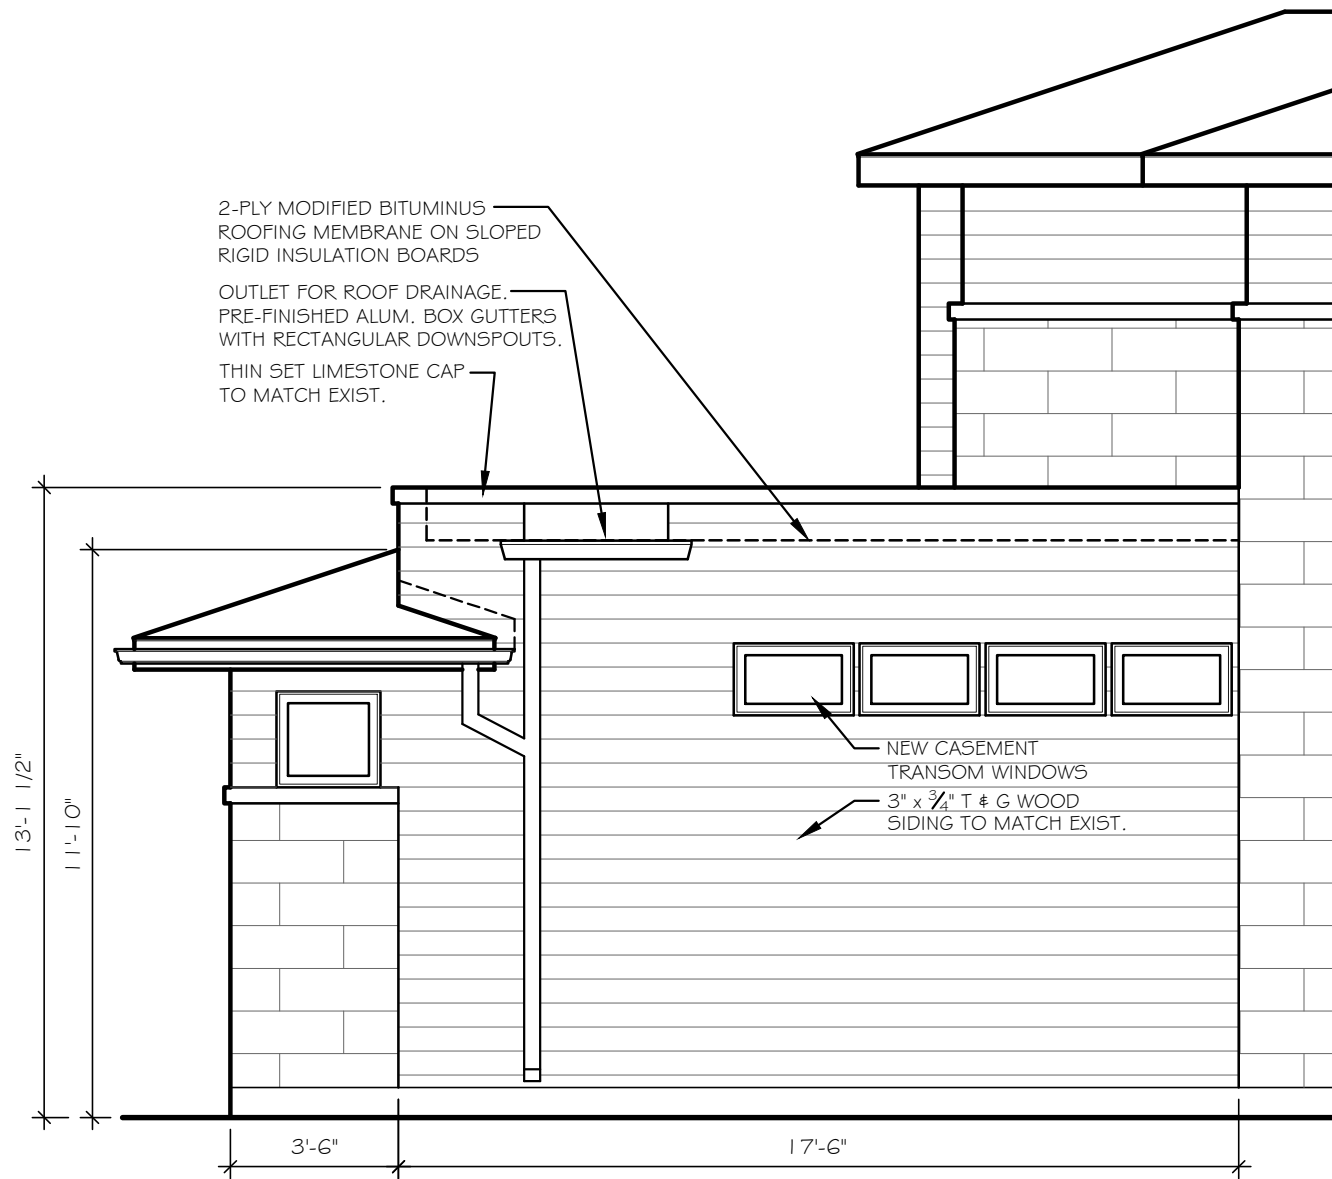 2-PLY MODIFIED BITUMINUS
ROOFING MEMBRANE ON SLOPED
RIGID INSULATION BOARDS
OUTLET FOR ROOF DRAINAGE.
PRE-FINISHED ALUM. BOX GUTTERS
WITH RECTANGULAR DOWNSPOUTS.
THIN SET LIMESTONE CAP
TO MATCH EXIST.
13'-1 1/2"
11'-10"
NEW CASEMENT
TRANSOM WINDOWS
3" x 3/4" T & G WOOD
SIDING TO MATCH EXIST.
3'-6"
17'-6"